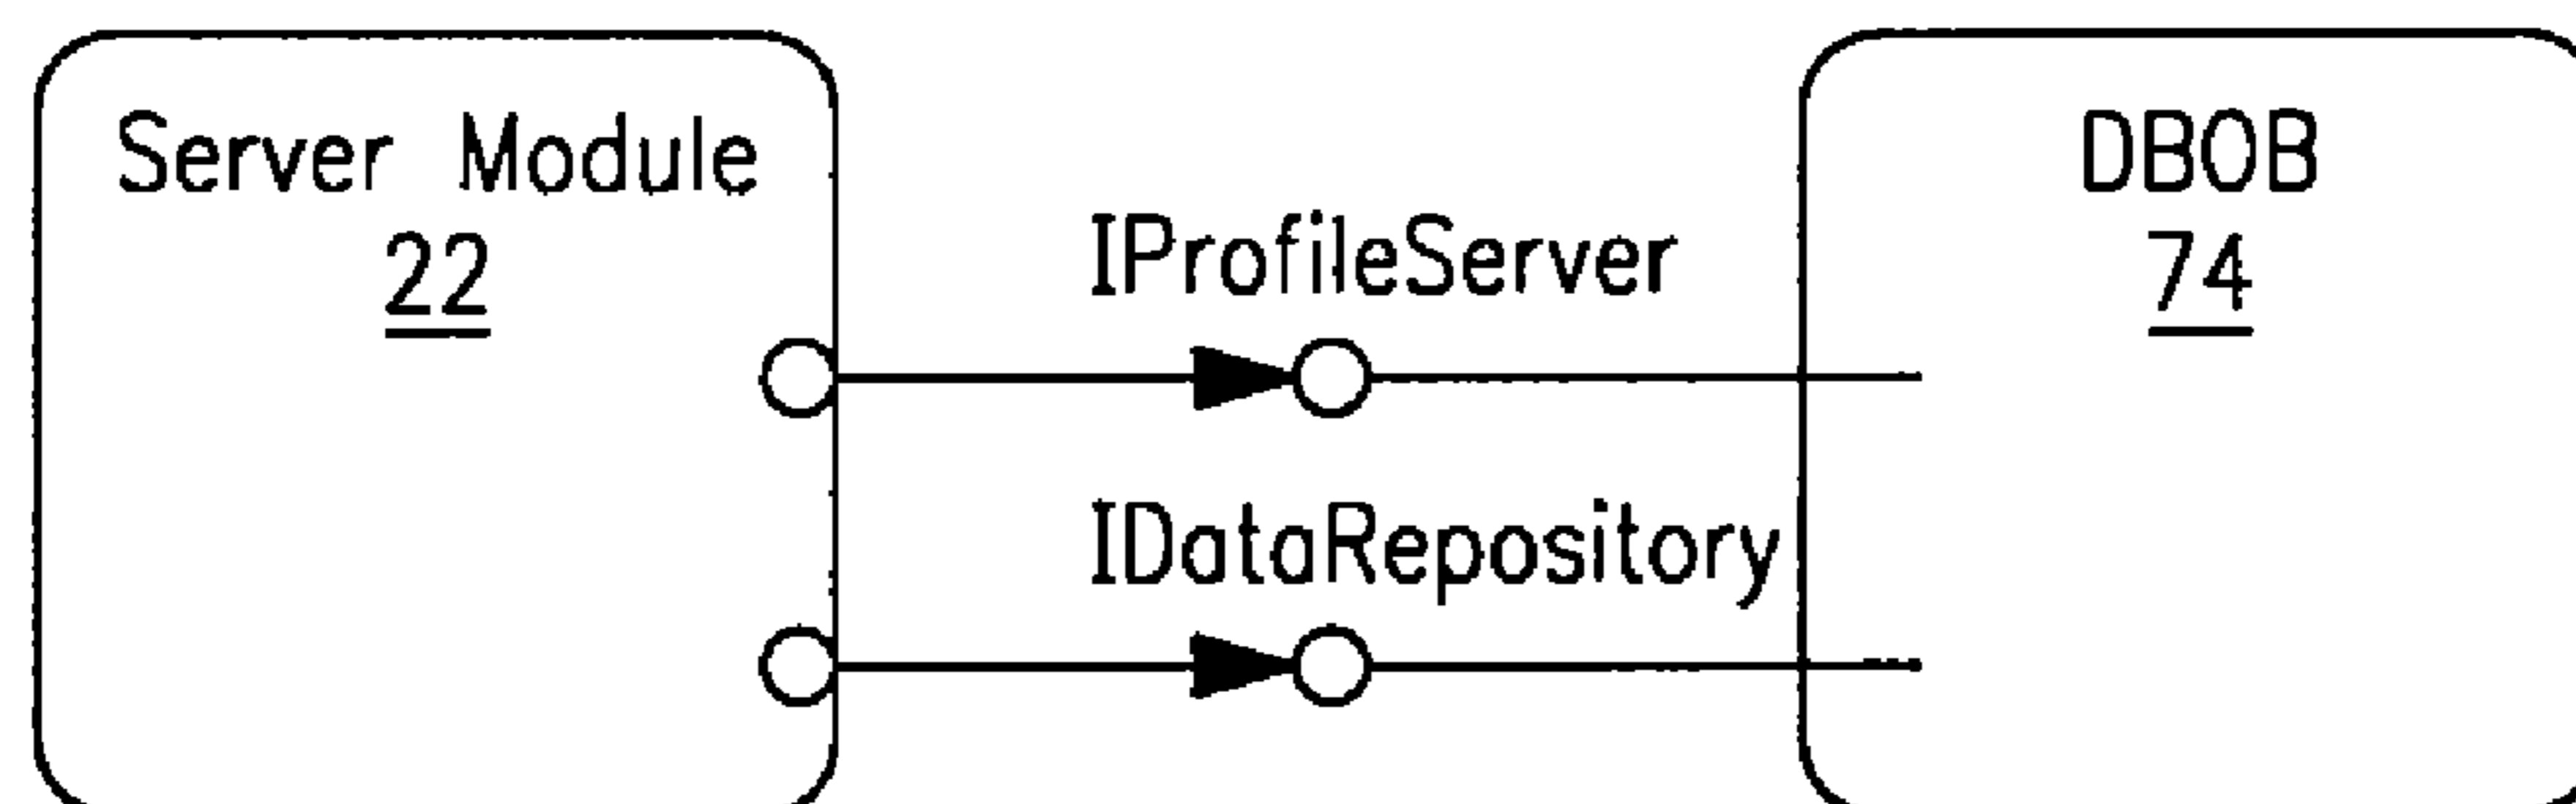 Server Module
22
IProfileServer
IDataRepository
DBOB
74